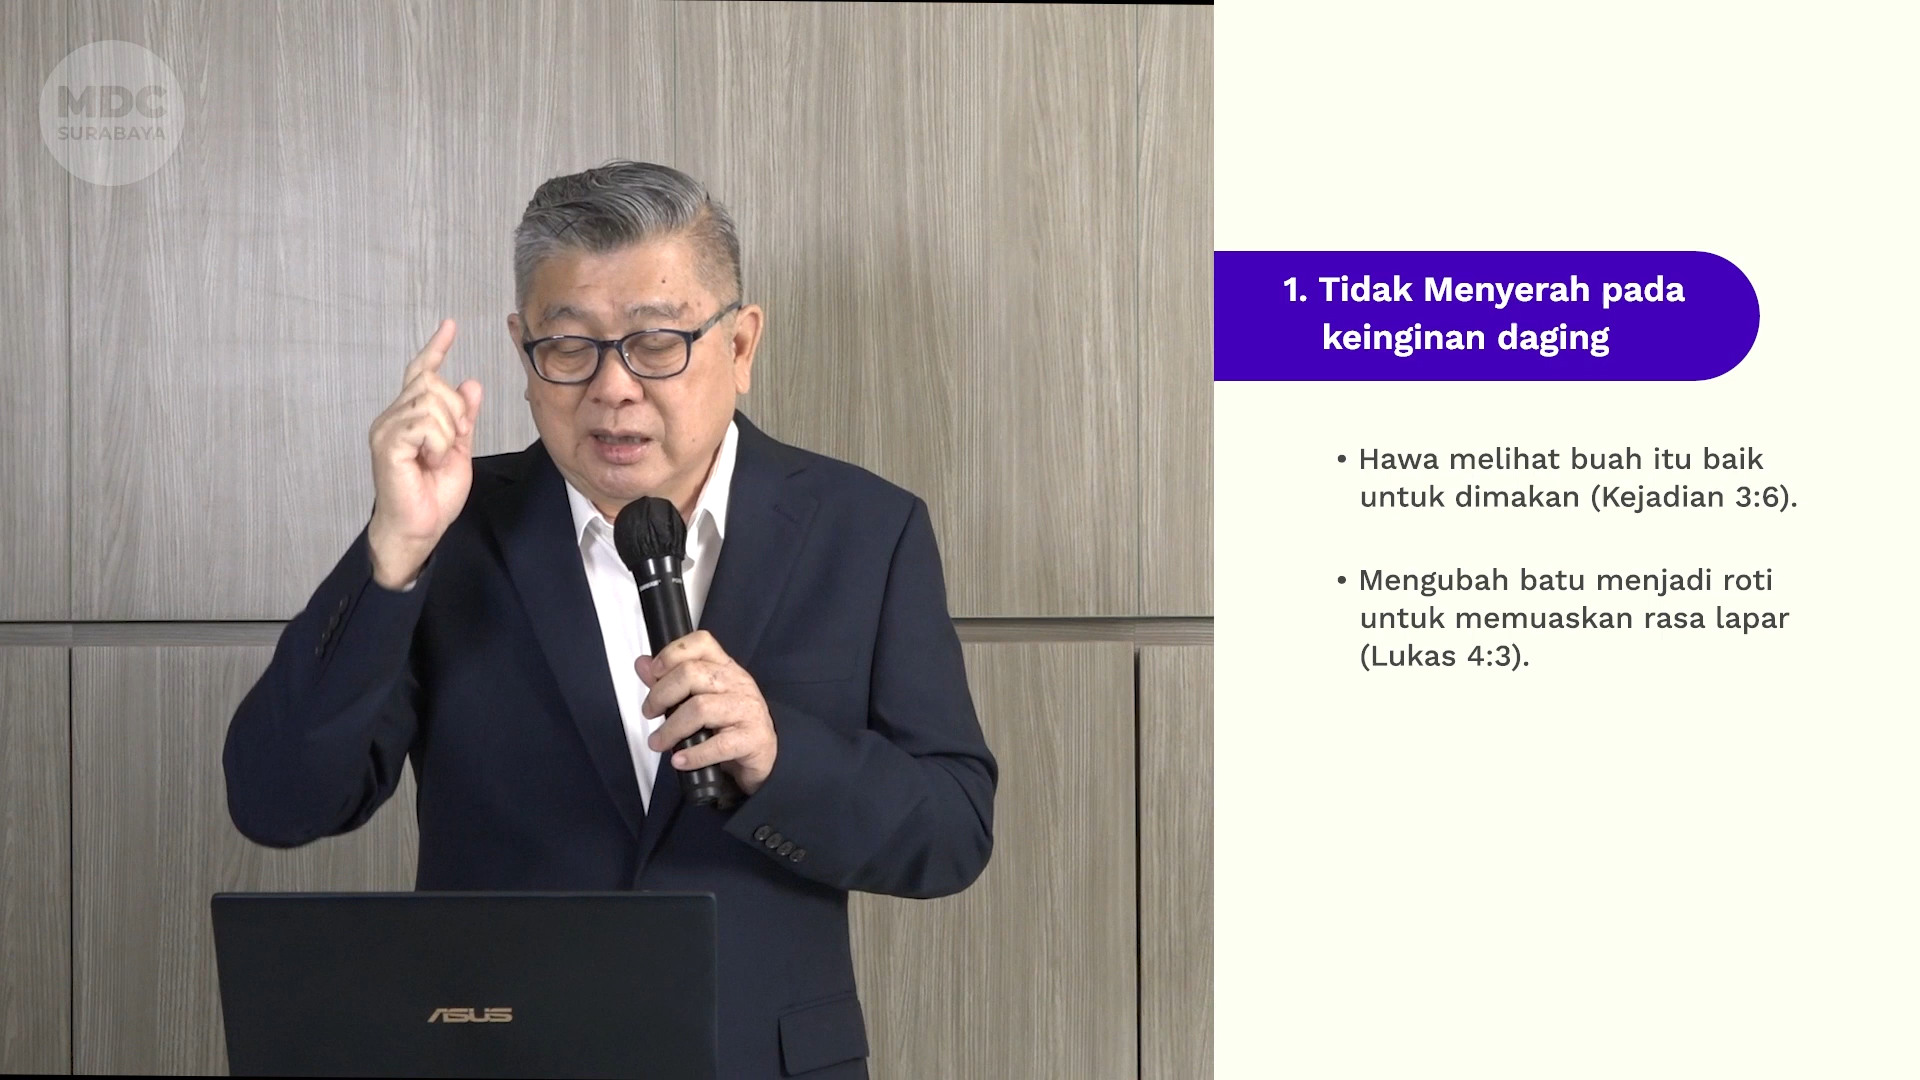 MDC
SURABAYA
1. Tidak Menyerah pada
keinginan daging
• Hawa melihat buah itu baik
untuk dimakan (Kejadian 3:6).
• Mengubah batu menjadi roti
untuk memuaskan rasa lapar
(Lukas 4:3).
ASUS